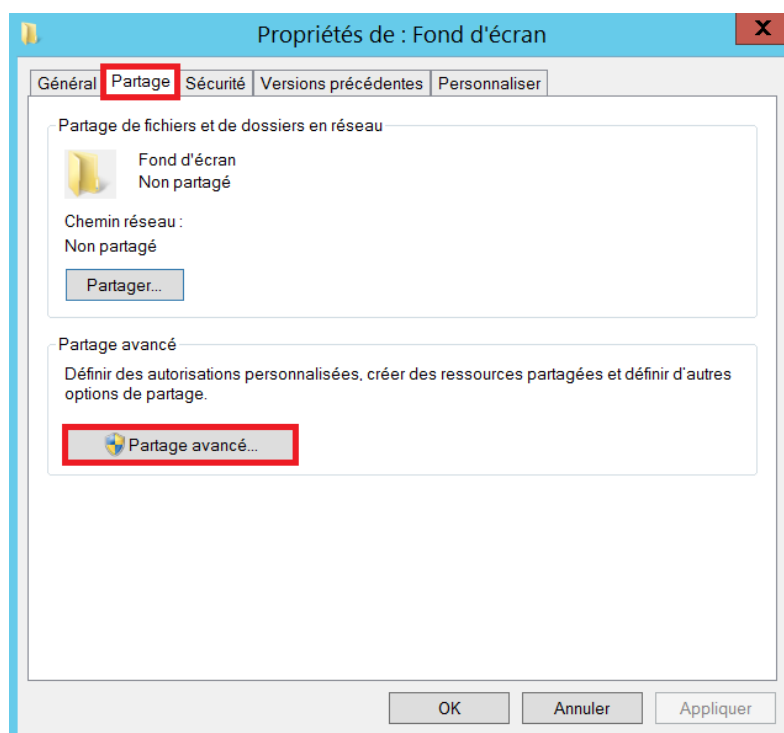 Propriétés de : Fond d'écran
X
Général Partage Sécurité Versions précédentes Personnaliser
Partage de fichiers et de dossiers en réseau
Fond d'écran
Non partagé
Chemin réseau :
Non partagé
Partager...
Partage avancé
Définir des autorisations personnalisées, créer des ressources partagées et définir d'autres
options de partage.
Partage avancé...
OK Annuler Appliquer